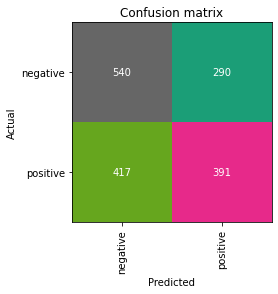 Confusion matrix
negative
540
290
Actual
positive
417
391
negative
positive
Predicted